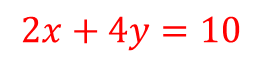 2x + 4y = 10